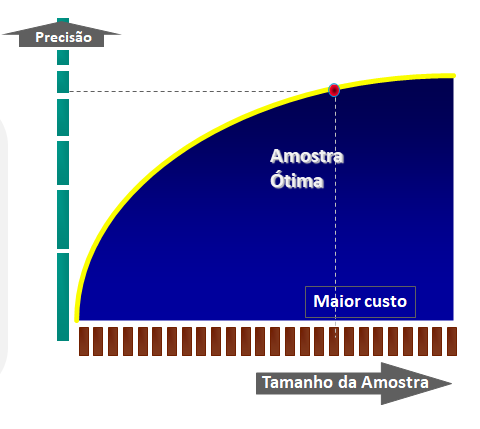 Precisão
Amostra
Ótima
Maior custo
Tamanho da Amostra